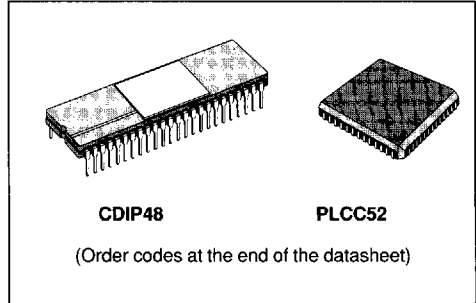 CDIP48 PLCC52
(Order codes at the end of the datasheet)